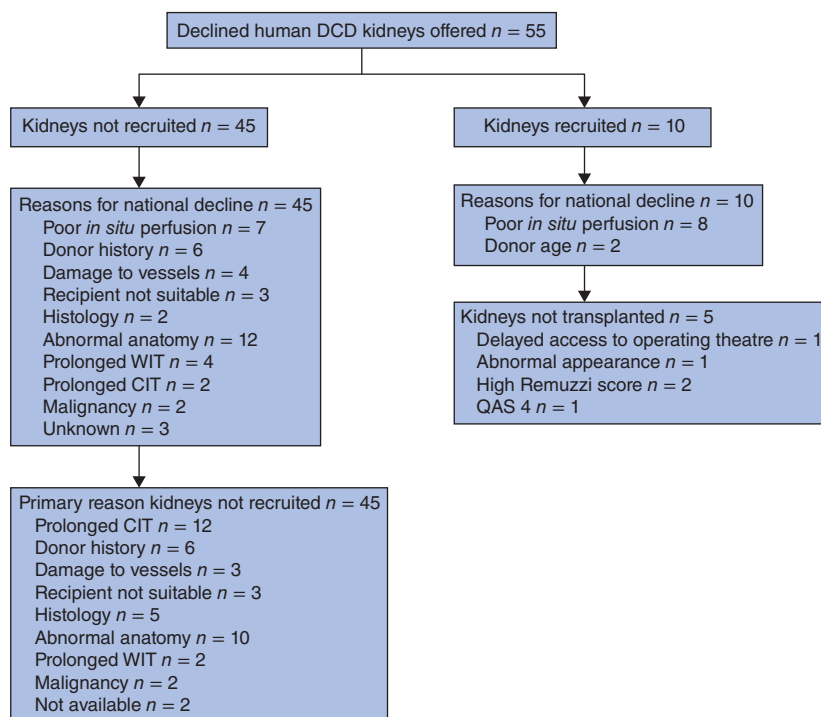 Declined human DCD kidneys offered n = 55
Kidneys not recruited n = 45
Reasons for national decline n = 45
Poor in situ perfusion n = 7
Donor history n = 6
Damage to vessels n = 4
Recipient not suitable n = 3
Histology n = 2
Abnormal anatomy n = 12
Prolonged WIT n = 4
Prolonged CIT n = 2
Malignancy n = 2
Unknown n = 3
Primary reason kidneys not recruited n = 45
Prolonged CIT n = 12
Donor history n = 6
Damage to vessels n = 3
Recipient not suitable n = 3
Histology n = 5
Abnormal anatomy n = 10
Prolonged WIT n = 2
Malignancy n = 2
Not available n = 2
Kidneys recruited n = 10
Reasons for national decline n = 10
Poor in situ perfusion n = 8
Donor age n = 2
Kidneys not transplanted n = 5
Delayed access to operating theatre n = 1
Abnormal appearance n = 1
High Remuzzi score n = 2
QAS 4 n = 1